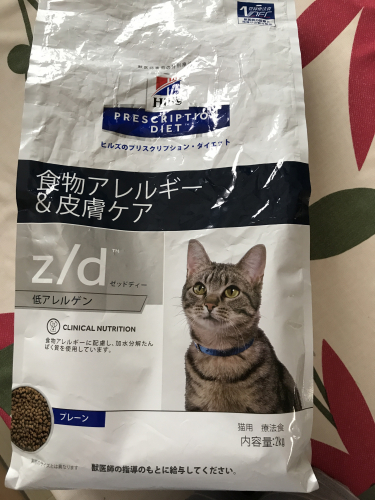 Hill's
PRESCRIPTION
DIET™
ヒルズのプリスクリプション・ダイエット
食物アレルギー
&皮膚ケア
z/d™
ゼッドディー
低アレルゲン
CLINICAL NUTRITION
食物アレルギーに配慮し、加水分解たん
ぱく質を使用しています。
プレーン
猫用 療法食
内容量:2kg
獣医師の指導のもとに給与してください。